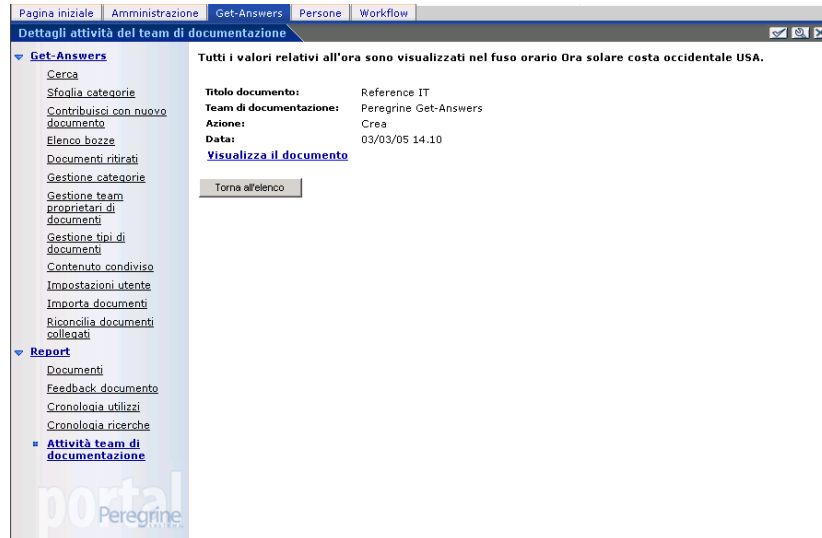 Pagina iniziale Amministrazione Get-Answers Persone Workflow
Dettagli attività del team di documentazione
Get-Answers
Cerca
Sfoglia categorie
Contribuisci con nuovo
documento
Elenco bozze
Documenti ritirati
Gestione categorie
Gestione team
proprietari di
documenti
Gestione tipi di
documenti
Contenuto condiviso
Impostazioni utente
Importa documenti
Riconcilia documenti
collegati
Report
Documenti
Feedback documento
Cronologia utilizzi
Cronologia ricerche
Attività team di
documentazione
portal
Peregrine
Tutti i valori relativi all'ora sono visualizzati nel fuso orario Ora solare costa occidentale USA.
Titolo documento: Reference IT
Team di documentazione: Peregrine Get-Answers
Azione: Crea
Data: 03/03/05 14.10
Visualizza il documento
Torna all'elenco